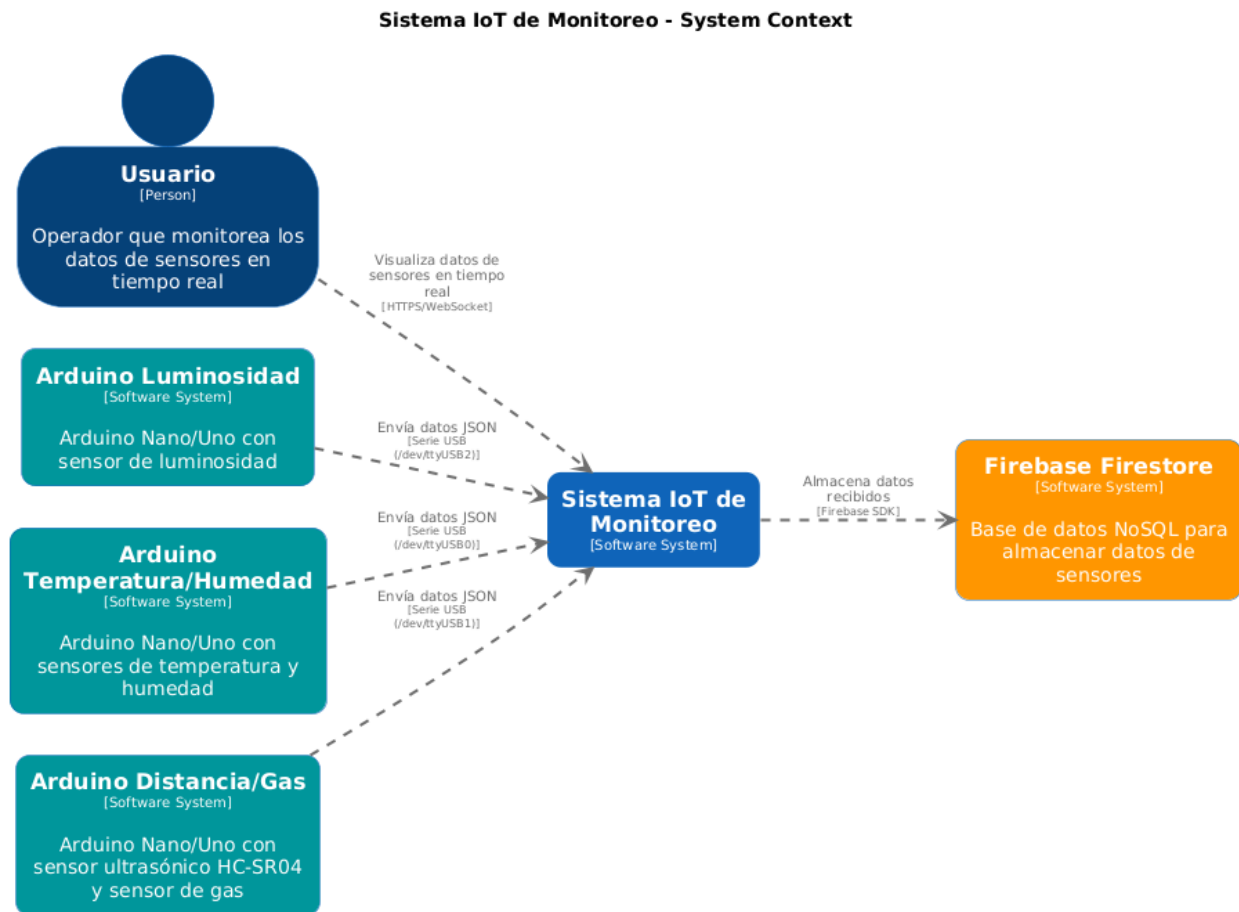 Sistema IoT de Monitoreo - System Context
Usuario
[Person]
Operador que monitorea los
datos de sensores en
tiempo real
Visualiza datos de
sensores en tiempo
real
[HTTPS/WebSocket]
Arduino Luminosidad
[Software System]
Arduino Nano/Uno con
sensor de luminosidad
Envía datos JSON
[Serie USB
(/dev/ttyUSB2)]
Arduino
Temperatura/Humedad
[Software System]
Arduino Nano/Uno con
sensores de temperatura y
humedad
Envía datos JSON
[Serie USB
(/dev/ttyUSB0)]
Arduino Distancia/Gas
[Software System]
Arduino Nano/Uno con
sensor ultrasónico HC-SR04
y sensor de gas
Envía datos JSON
[Serie USB
(/dev/ttyUSB1)]
Sistema IoT de
Monitoreo
[Software System]
Almacena datos
recibidos
[Firebase SDK]
Firebase Firestore
[Software System]
Base de datos NoSQL para
almacenar datos de
sensores